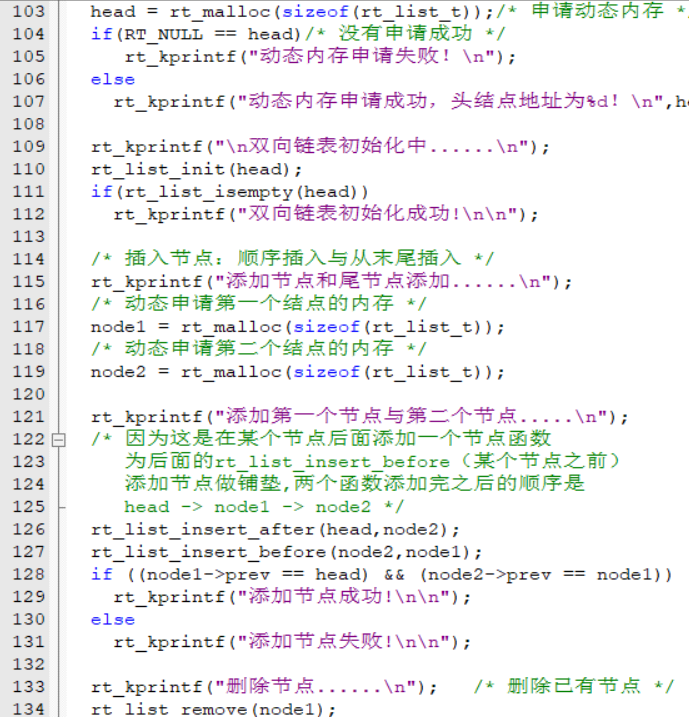 103 head = rt_malloc(sizeof(rt_list_t));/* 申请动态内存 *
104 if(RT_NULL == head)/* 没有申请成功 */
105 rt_kprintf("动态内存申请失败! \n");
106 else
107 rt_kprintf("动态内存申请成功, 头结点地址为%d! \n",he
108
109 rt_kprintf("\n双向链表初始化中......\n");
110 rt_list_init(head);
111 if(rt_list_isempty(head))
112 rt_kprintf("双向链表初始化成功!\n\n");
113
114 /* 插入节点: 顺序插入与从末尾插入 */
115 rt_kprintf("添加节点和尾节点添加......\n");
116 /* 动态申请第一个结点的内存 */
117 node1 = rt_malloc(sizeof(rt_list_t));
118 /* 动态申请第二个结点的内存 */
119 node2 = rt_malloc(sizeof(rt_list_t));
120
121 rt_kprintf("添加第一个节点与第二个节点.....\n");
122 /* 因为这是在某个节点后面添加一个节点函数
123 为后面的rt_list_insert_before（某个节点之前）
124 添加节点做铺垫,两个函数添加完之后的顺序是
125 head -> node1 -> node2 */
126 rt_list_insert_after(head,node2);
127 rt_list_insert_before(node2,node1);
128 if ((node1->prev == head) && (node2->prev == node1))
129 rt_kprintf("添加节点成功!\n\n");
130 else
131 rt_kprintf("添加节点失败!\n\n");
132
133 rt_kprintf("删除节点......\n"); /* 删除已有节点 */
134 rt_list_remove(node1);